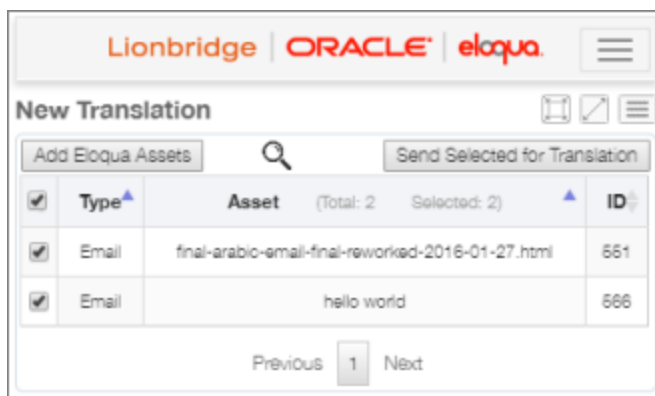 Lionbridge ORACLE eloqua.
New Translation
Add Eloqua Assets Send Selected for Translation
Type Asset (Total: 2 Selected: 2) ID
Email final-arabic-email-final-reworked-2016-01-27.html 551
Email hello world 566
Previous 1 Next